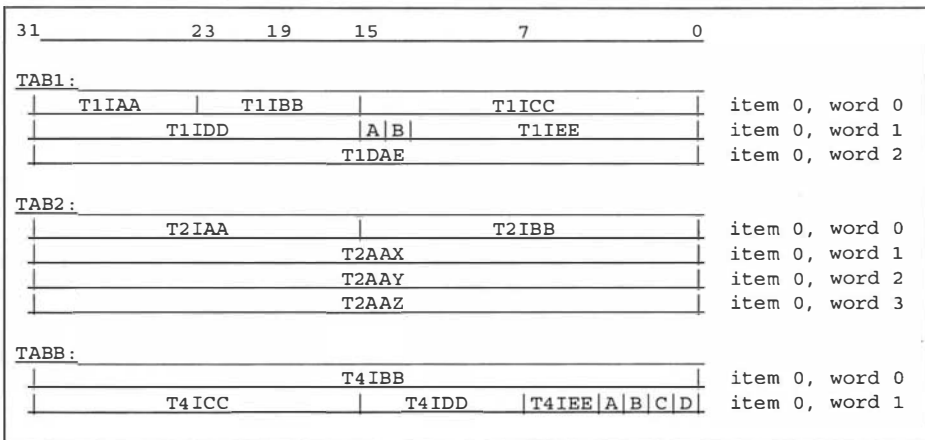 31 23 19 15 7 0
TAB1:
T1IAA T1IBB T1ICC item 0, word 0
T1IDD A B T1IEE item 0, word 1
T1DAE item 0, word 2
TAB2:
T2IAA T2IBB item 0, word 0
T2AAX item 0, word 1
T2AAY item 0, word 2
T2AAZ item 0, word 3
TABB:
T4IBB item 0, word 0
T4ICC T4IDD T4IEE A B C D item 0, word 1